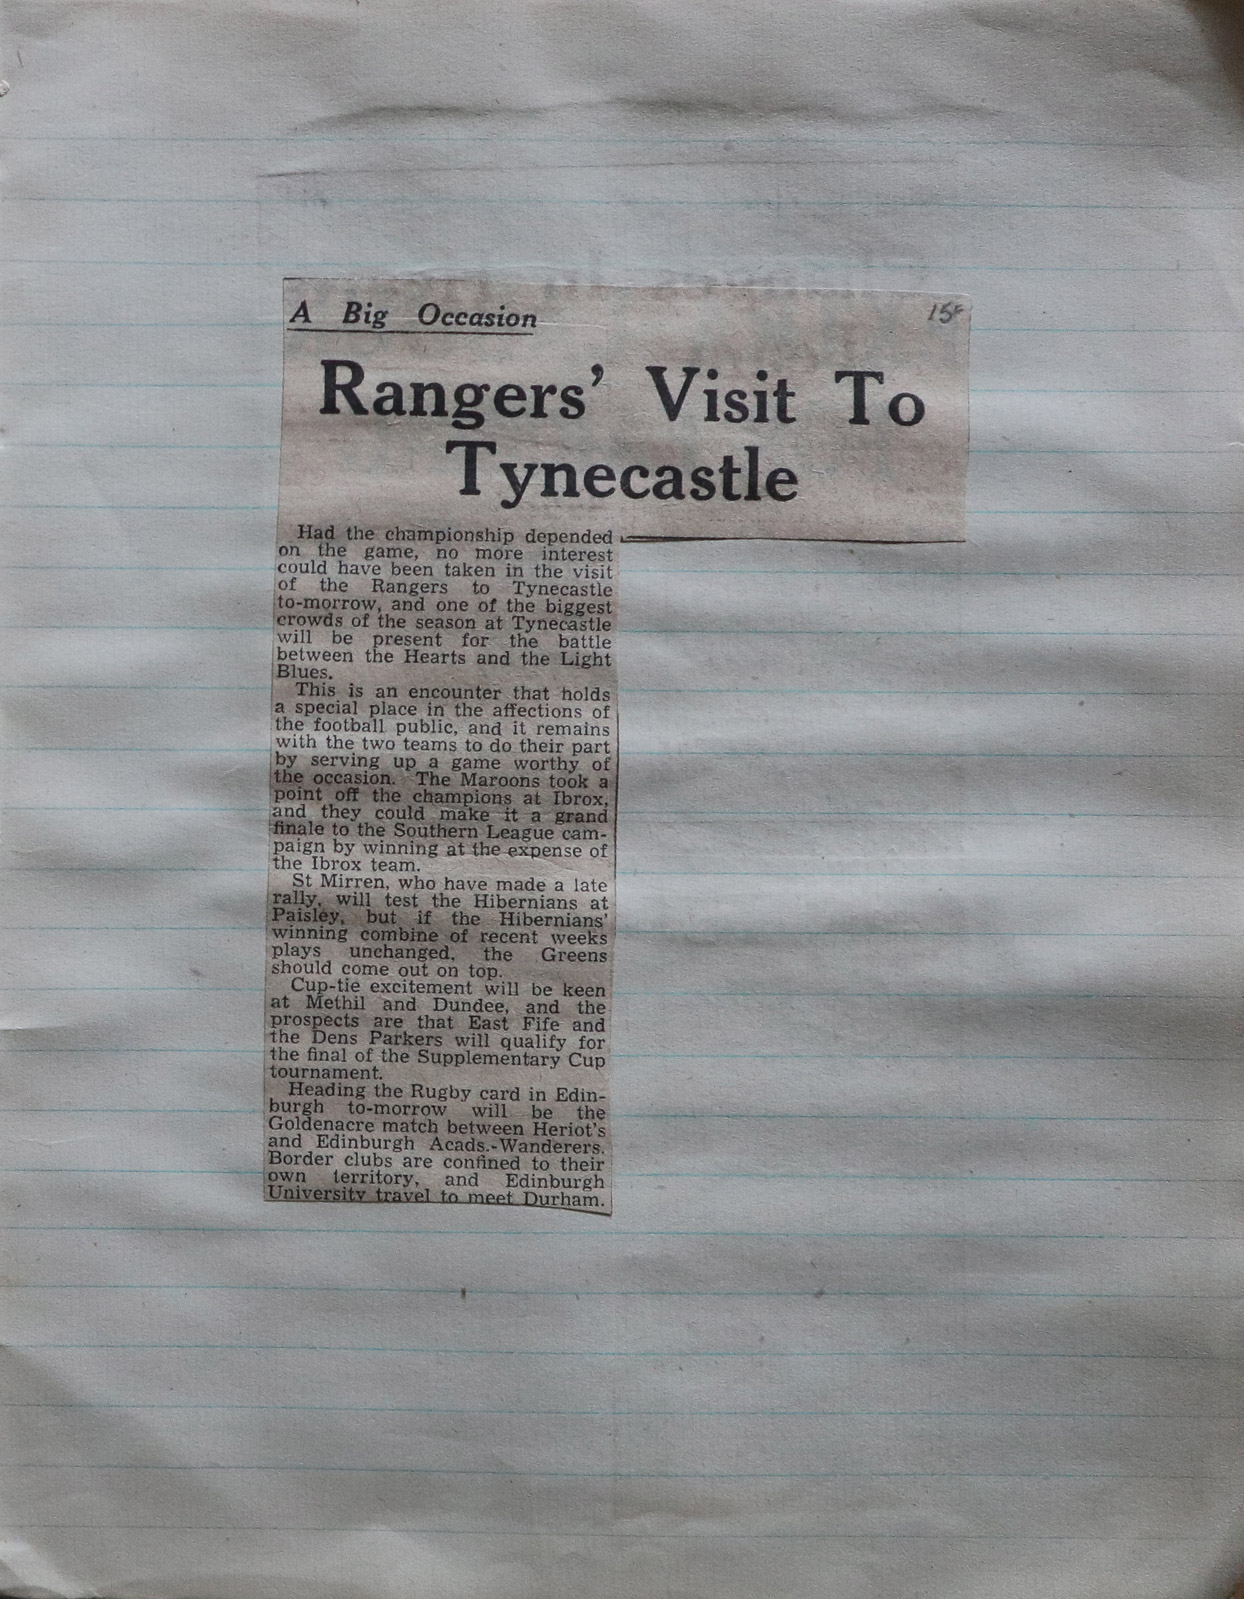 A Big Occasion
Rangers' Visit To
Tynecastle
Had the championship depended
on the game, no more interest
could have been taken in the visit
of the Rangers to Tynecastle
to-morrow, and one of the biggest
crowds of the season at Tynecastle
will be present for the battle
between the Hearts and the Light
Blues.
This is an encounter that holds
a special place in the affections of
the football public, and it remains
with the two teams to do their part
by serving up a game worthy of
the occasion. The Maroons took a
point off the champions at Ibrox,
and they could make it a grand
finale to the Southern League cam-
paign by winning at the expense of
the Ibrox team.
St Mirren, who have made a late
rally, will test the Hibernians at
Paisley, but if the Hibernians'
winning combine of recent weeks
plays unchanged, the Greens
should come out on top.
Cup-tie excitement will be keen
at Methil and Dundee, and the
prospects are that East Fife and
the Dens Parkers will qualify for
the final of the Supplementary Cup
tournament.
Heading the Rugby card in Edin-
burgh to-morrow will be the
Goldenacre match between Heriot's
and Edinburgh Acads.-Wanderers.
Border clubs are confined to their
own territory, and Edinburgh
University travel to meet Durham.